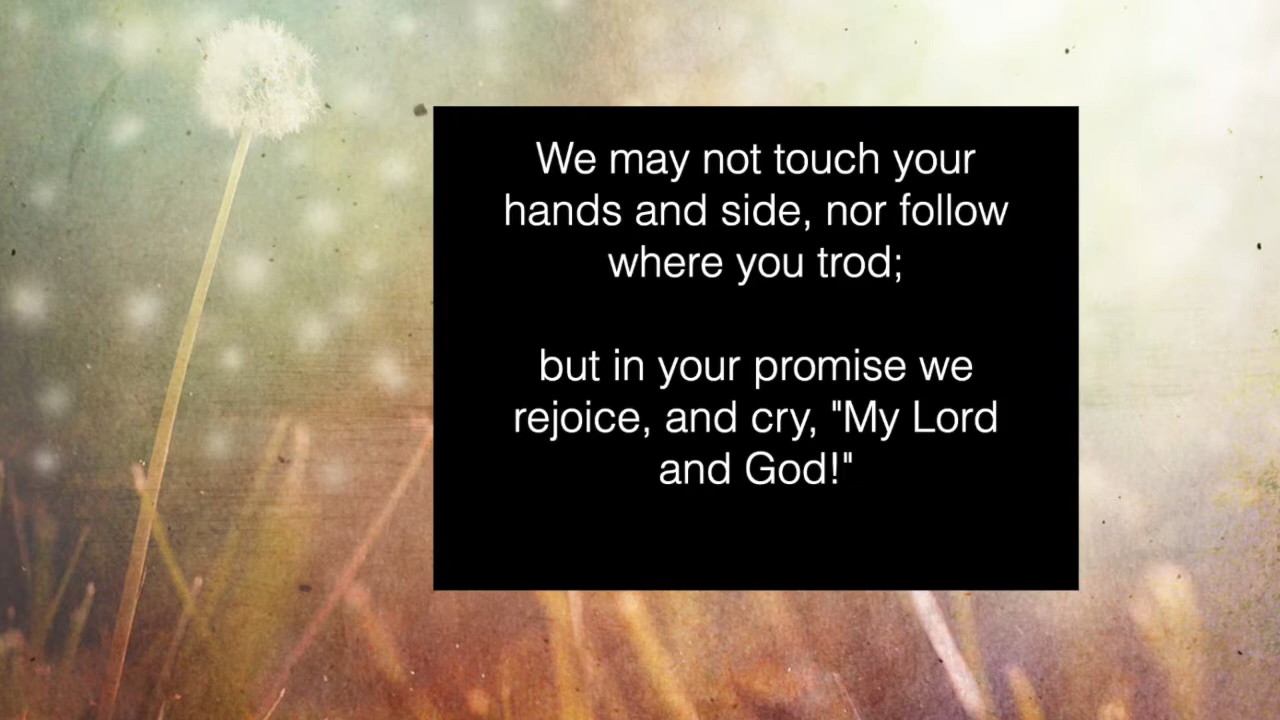 We may not touch your
hands and side, nor follow
where you trod;
but in your promise we
rejoice, and cry, "My Lord
and God!"